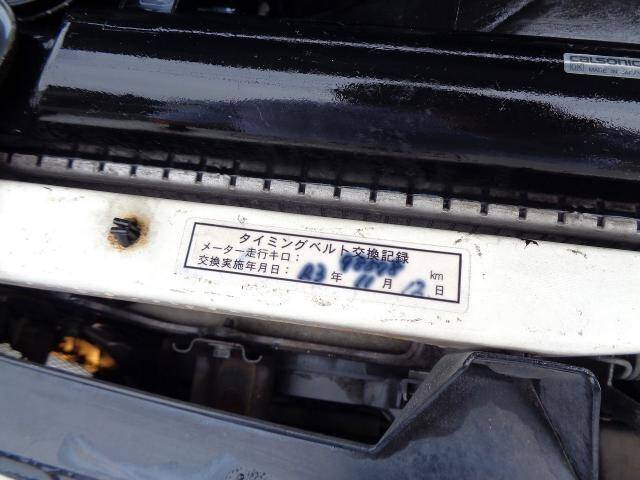 calsonic
MADE IN JAPAN
タイミングベルト交換記録
メーター走行キロ： km
交換実施年月日： R3 年 11 月 12 日